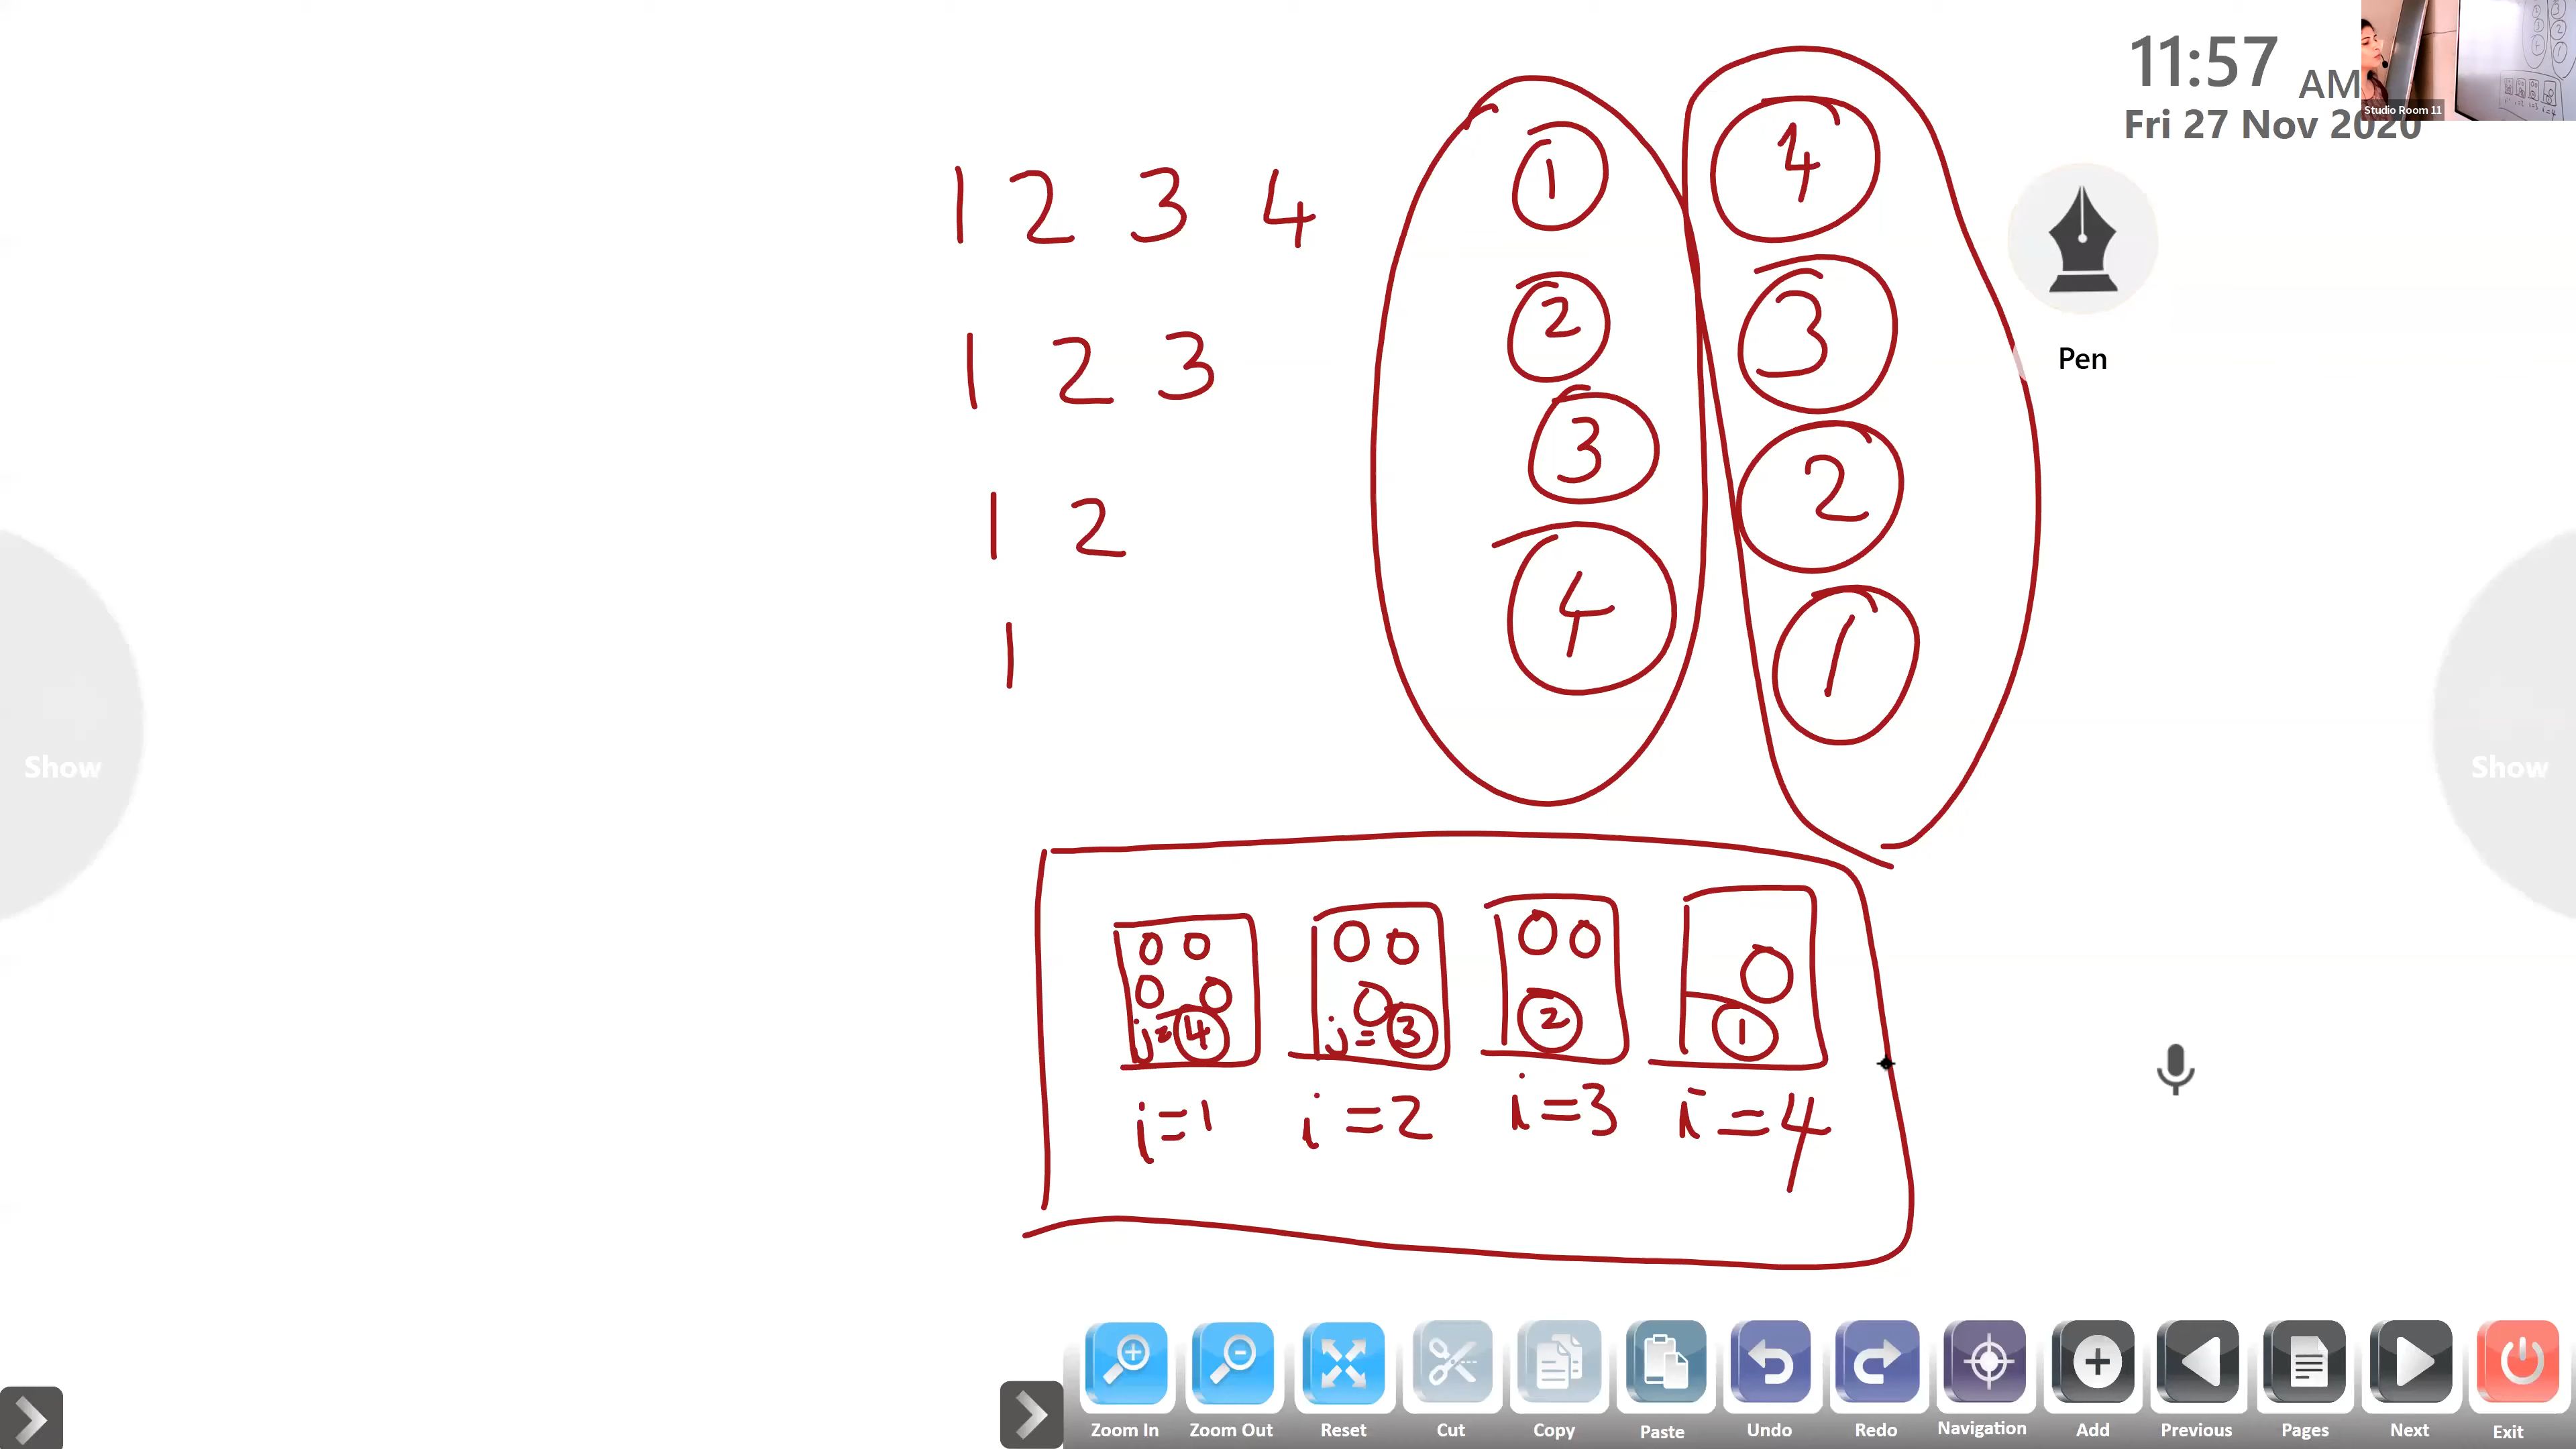 11:57 AM
Studio Room 11
Fri 27 Nov 2020
1 2 3 4
1 2 3
1 2
1
1
2
3
4
4
3
2
1
Pen
Show
Show
j=4 j=3 2 1
i=1 i=2 i=3 i=4
Zoom In Zoom Out Reset Cut Copy Paste Undo Redo Navigation Add Previous Pages Next Exit